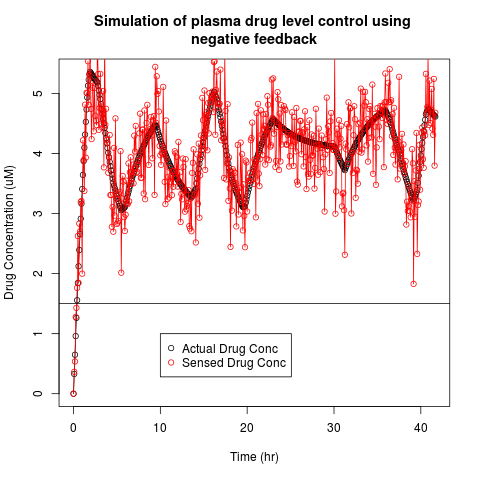 Simulation of plasma drug level control using
negative feedback
Drug Concentration (uM)
5
4
3
2
1
0
Actual Drug Conc
Sensed Drug Conc
0
10
20
30
40
Time (hr)